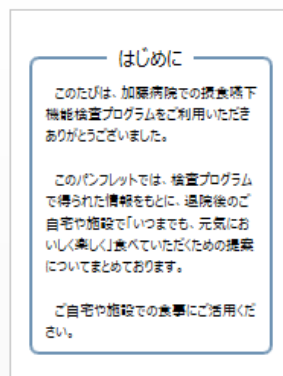 はじめに
このたびは、加藤病院での摂食嚥下
機能検査プログラムをご利用いただき
ありがとうございました。
このパンフレットでは、検査プログラム
で得られた情報をもとに、退院後のご
自宅や施設で「いつまでも、元気にお
いしく楽しく」食べていただくための提案
についてまとめております。
ご自宅や施設での食事にご活用くだ
さい。